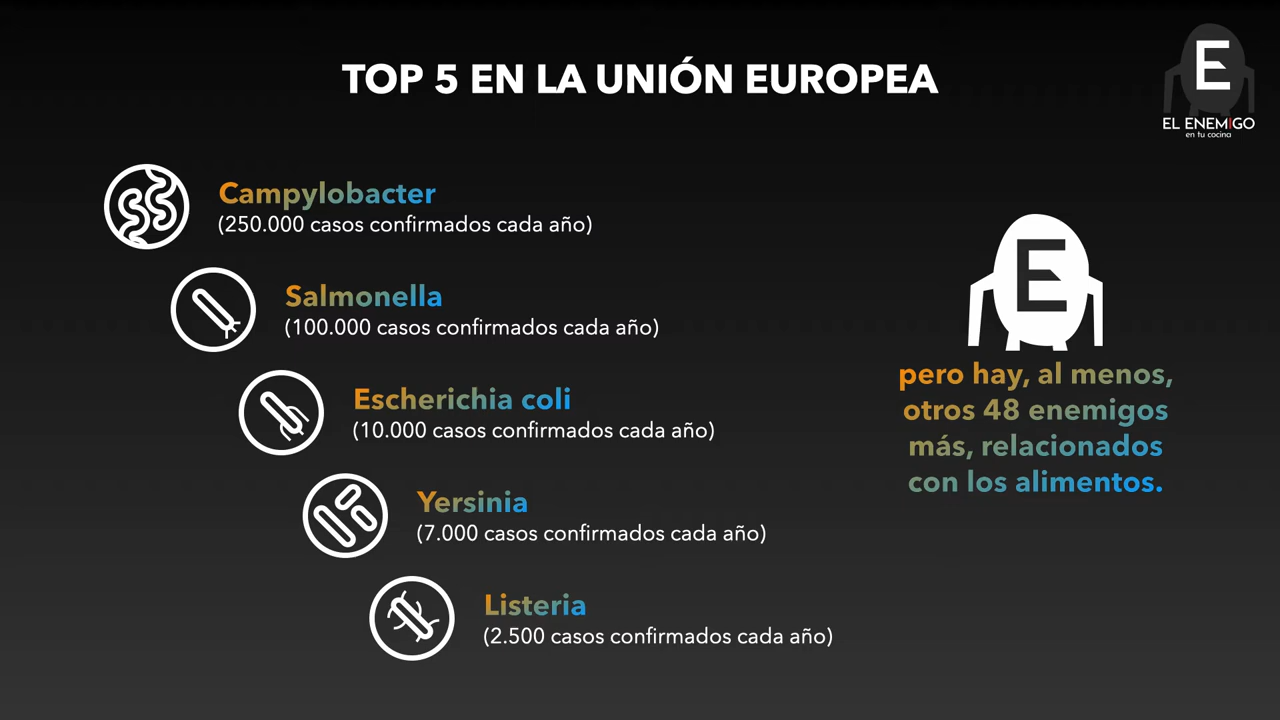 TOP 5 EN LA UNIÓN EUROPEA
E
EL ENEMIGO
en tu cocina
Campylobacter
(250.000 casos confirmados cada año)
Salmonella
(100.000 casos confirmados cada año)
Escherichia coli
(10.000 casos confirmados cada año)
Yersinia
(7.000 casos confirmados cada año)
Listeria
(2.500 casos confirmados cada año)
E
pero hay, al menos,
otros 48 enemigos
más, relacionados
con los alimentos.